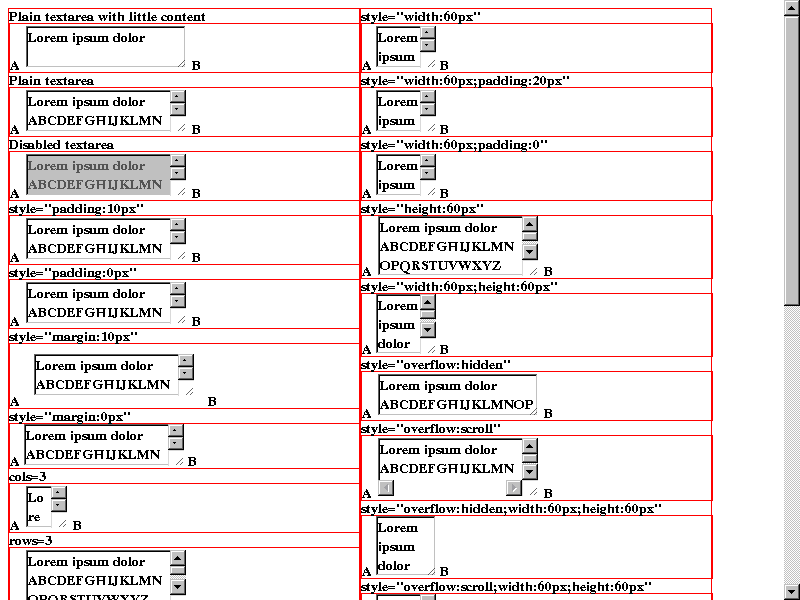 Plain textarea with little content
Lorem ipsum dolor
A B
Plain textarea
Lorem ipsum dolor
ABCDEFGHIJKLMN
A B
Disabled textarea
Lorem ipsum dolor
ABCDEFGHIJKLMN
A B
style="padding:10px"
Lorem ipsum dolor
ABCDEFGHIJKLMN
A B
style="padding:0px"
Lorem ipsum dolor
ABCDEFGHIJKLMN
A B
style="margin:10px"
Lorem ipsum dolor
ABCDEFGHIJKLMN
A B
style="margin:0px"
Lorem ipsum dolor
ABCDEFGHIJKLMN
A B
cols=3
Lo
re
A B
rows=3
Lorem ipsum dolor
ABCDEFGHIJKLMN
OPQRSTUVWXYZ
style="width:60px"
Lorem
ipsum
A B
style="width:60px;padding:20px"
Lorem
ipsum
A B
style="width:60px;padding:0"
Lorem
ipsum
A B
style="height:60px"
Lorem ipsum dolor
ABCDEFGHIJKLMN
OPQRSTUVWXYZ
A B
style="width:60px;height:60px"
Lorem
ipsum
dolor
A B
style="overflow:hidden"
Lorem ipsum dolor
ABCDEFGHIJKLMNOP
A B
style="overflow:scroll"
Lorem ipsum dolor
ABCDEFGHIJKLMN
A B
style="overflow:hidden;width:60px;height:60px"
Lorem
ipsum
dolor
A B
style="overflow:scroll;width:60px;height:60px"